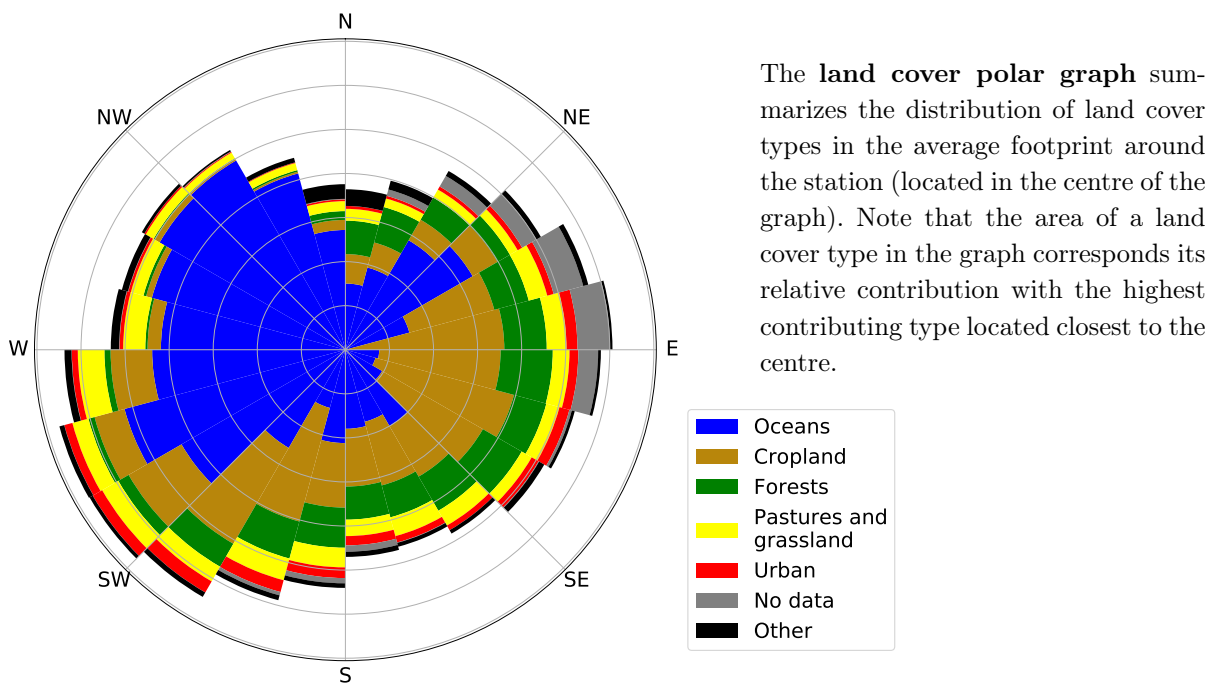 N
NW
NE
W
E
SW
SE
S
The land cover polar graph sum-
marizes the distribution of land cover
types in the average footprint around
the station (located in the centre of the
graph). Note that the area of a land
cover type in the graph corresponds its
relative contribution with the highest
contributing type located closest to the
centre.
Oceans
Cropland
Forests
Pastures and
grassland
Urban
No data
Other